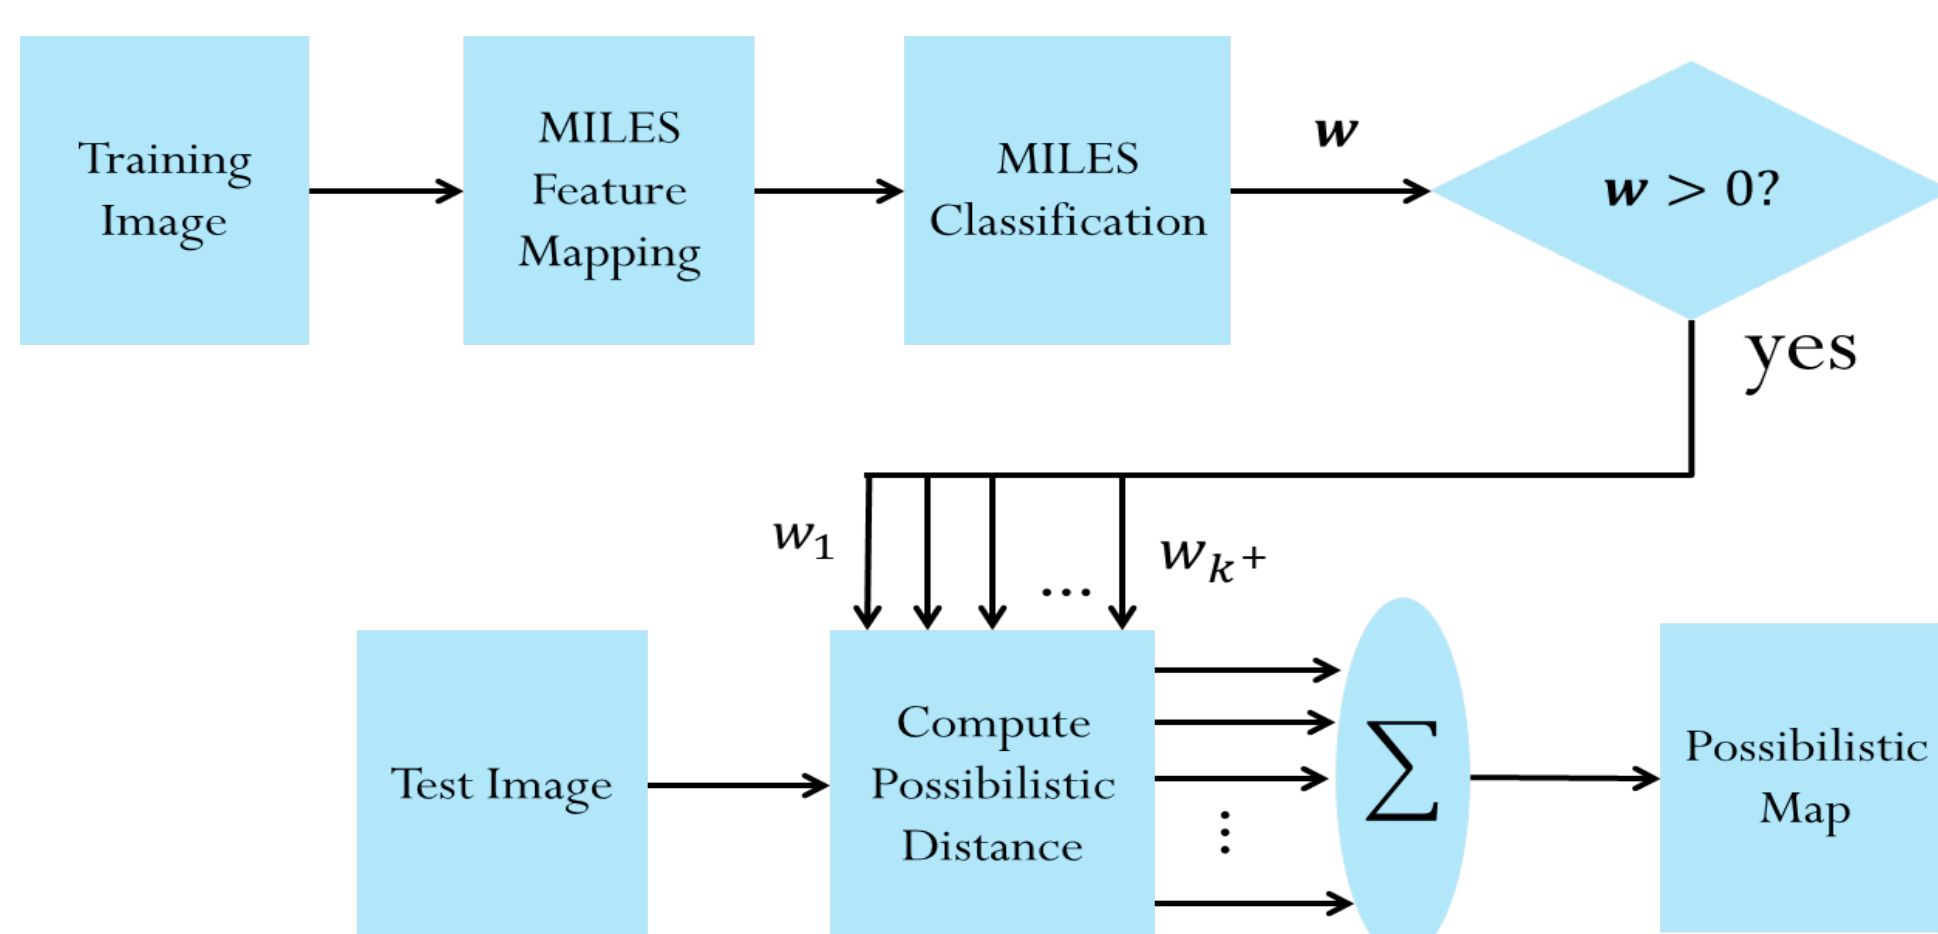 Training
Image
MILES
Feature
Mapping
MILES
Classification
w
w > 0?
yes
w₁
...
wₖ⁺
Test Image
Compute
Possibilistic
Distance
⋮
∑
Possibilistic
Map